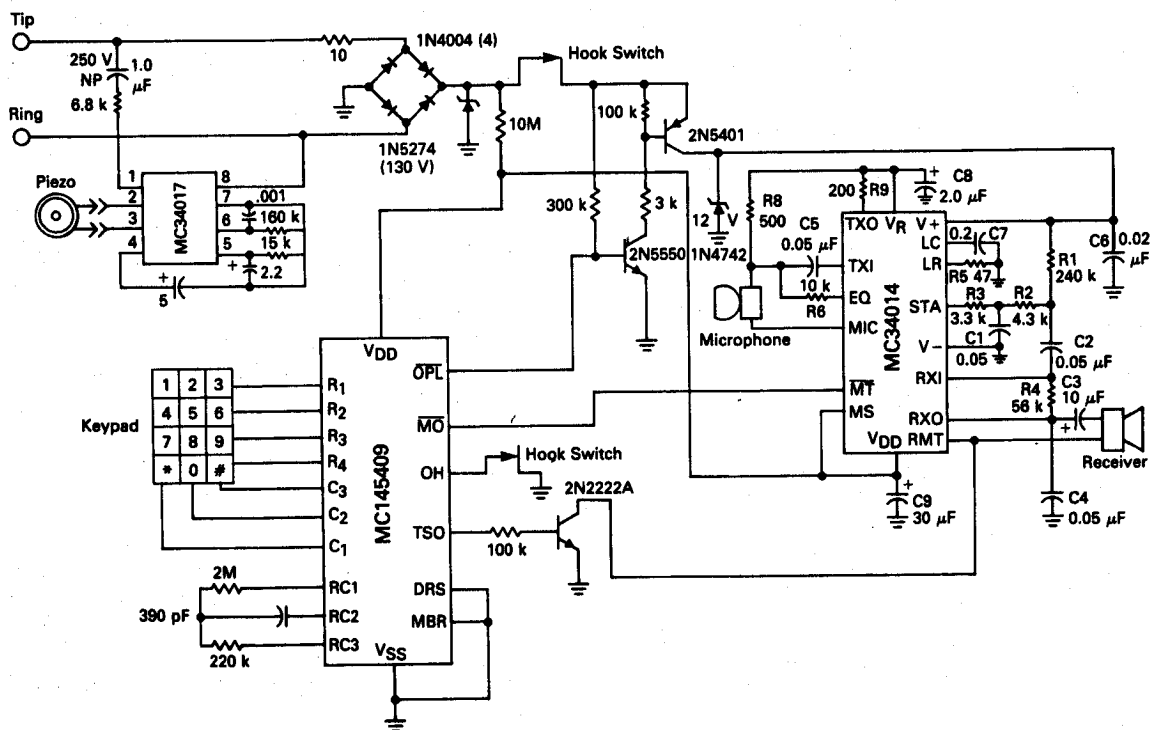 Tip
250 V
NP
1.0
μF
6.8 k
Ring
10
1N4004 (4)
1N5274
(130 V)
Hook Switch
10M
100 k
2N5401
300 k
3 k
2N5550
12 V
1N4742
Piezo
1
2
3
4
MC34017
8
7
6
5
.001
160 k
15 k
2.2
+
5
+
R8
500
200
R9
C8
2.0 μF
+
C5
0.05 μF
10 k
R6
Microphone
TXO
VR
V+
LC
LR
TXI
EQ
MIC
STA
V−
RXI
RXO
RMT
MT
MS
VDD
MC34014
0.2
C7
R5 47
R1
240 k
C6
0.02
μF
R3
3.3 k
R2
4.3 k
C1
0.05
C2
0.05 μF
R4
56 k
C3
10 μF
+
Receiver
C4
0.05 μF
C9
30 μF
+
Keypad
1 2 3
4 5 6
7 8 9
* 0 #
VDD
R1
R2
R3
R4
C3
C2
C1
RC1
RC2
RC3
VSS
MC145409
OPL
MO
OH
TSO
DRS
MBR
Hook Switch
2N2222A
100 k
2M
390 pF
220 k